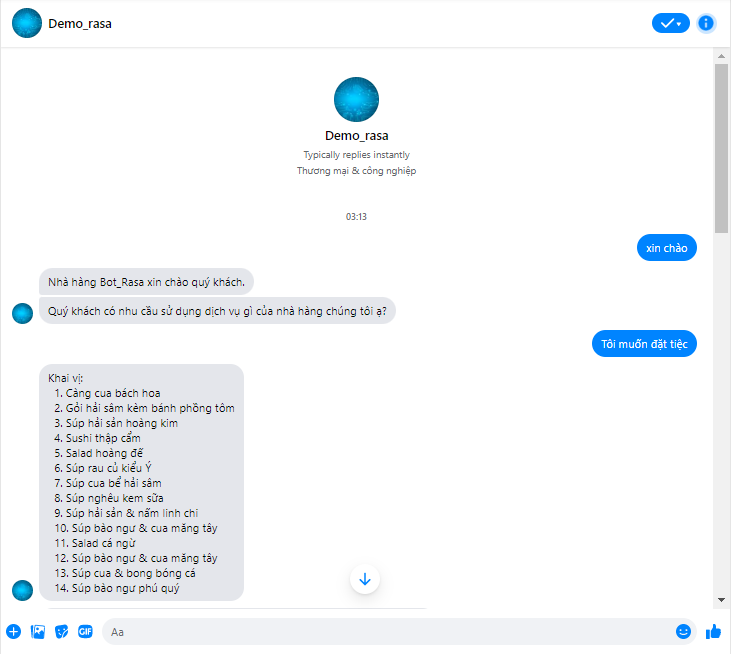 Demo_rasa
Demo_rasa
Typically replies instantly
Thương mại & công nghiệp
03:13
xin chào
Nhà hàng Bot_Rasa xin chào quý khách.
Quý khách có nhu cầu sử dụng dịch vụ gì của nhà hàng chúng tôi ạ?
Tôi muốn đặt tiệc
Khai vị:
1. Càng cua bách hoa
2. Gỏi hải sâm kèm bánh phồng tôm
3. Súp hải sản hoàng kim
4. Sushi thập cẩm
5. Salad hoàng đế
6. Súp rau củ kiểu Ý
7. Súp cua bể hải sâm
8. Súp nghêu kem sữa
9. Súp hải sản & nấm linh chi
10. Súp bào ngư & cua măng tây
11. Salad cá ngừ
12. Súp bào ngư & cua măng tây
13. Súp cua & bong bóng cá
14. Súp bào ngư phú quý
GIF
Aa